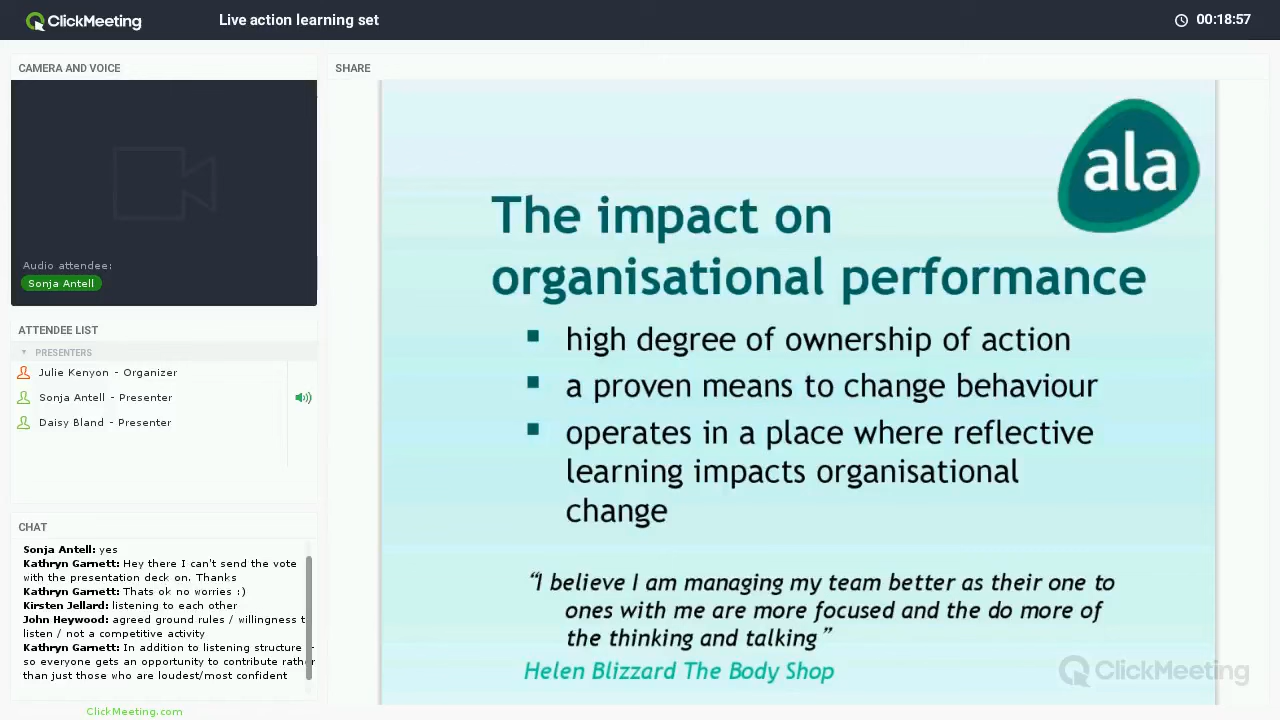 ClickMeeting
Live action learning set
00:18:57
CAMERA AND VOICE
Audio attendee:
Sonja Antell
ATTENDEE LIST
PRESENTERS
Julie Kenyon - Organizer
Sonja Antell - Presenter
Daisy Bland - Presenter
CHAT
Sonja Antell: yes
Kathryn Garnett: Hey there I can't send the vote
with the presentation deck on. Thanks
Kathryn Garnett: Thats ok no worries :)
Kirsten Jellard: listening to each other
John Heywood: agreed ground rules / willingness t
listen / not a competitive activity
Kathryn Garnett: In addition to listening structure -
so everyone gets an opportunity to contribute rather
than just those who are loudest/most confident
ClickMeeting.com
SHARE
ala
The impact on
organisational performance
▪ high degree of ownership of action
▪ a proven means to change behaviour
▪ operates in a place where reflective
learning impacts organisational
change
“I believe I am managing my team better as their one to
ones with me are more focused and the do more of
the thinking and talking”
Helen Blizzard The Body Shop
ClickMeeting